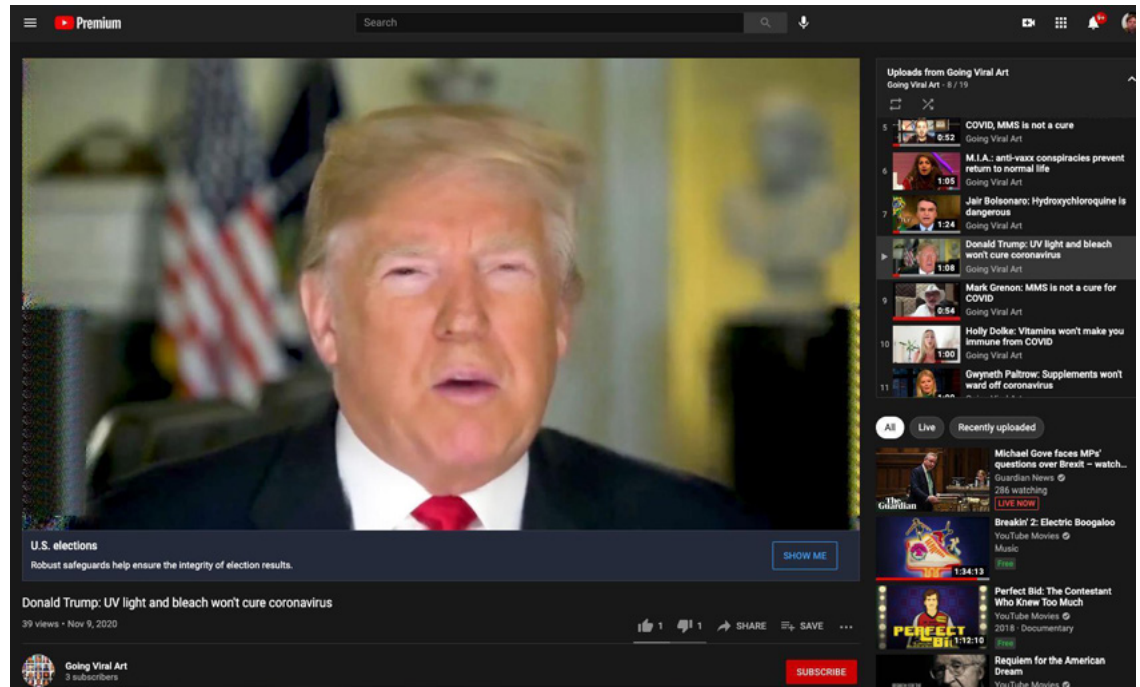 Premium
Search
9+
Uploads from Going Viral Art
Going Viral Art - 8 / 19
5
0:52
COVID, MMS is not a cure
Going Viral Art
6
1:05
M.I.A.: anti-vaxx conspiracies prevent
return to normal life
Going Viral Art
7
1:24
Jair Bolsonaro: Hydroxychloroquine is
dangerous
Going Viral Art
1:08
Donald Trump: UV light and bleach
won't cure coronavirus
Going Viral Art
9
0:54
Mark Grenon: MMS is not a cure for
COVID
Going Viral Art
10
1:00
Holly Dolke: Vitamins won't make you
immune from COVID
Going Viral Art
11
Gwyneth Paltrow: Supplements won't
ward off coronavirus
All
Live
Recently uploaded
The
Guardian
Michael Gove faces MPs'
questions over Brexit – watch...
Guardian News
286 watching
LIVE NOW
1:34:13
Breakin' 2: Electric Boogaloo
YouTube Movies
Music
Free
PERFECT
BI
1:12:10
Perfect Bid: The Contestant
Who Knew Too Much
YouTube Movies
2018 · Documentary
Free
Requiem for the American
Dream
YouTube Movies
U.S. elections
Robust safeguards help ensure the integrity of election results.
SHOW ME
Donald Trump: UV light and bleach won't cure coronavirus
39 views • Nov 9, 2020
1
1
SHARE
SAVE
Going Viral Art
3 subscribers
SUBSCRIBE